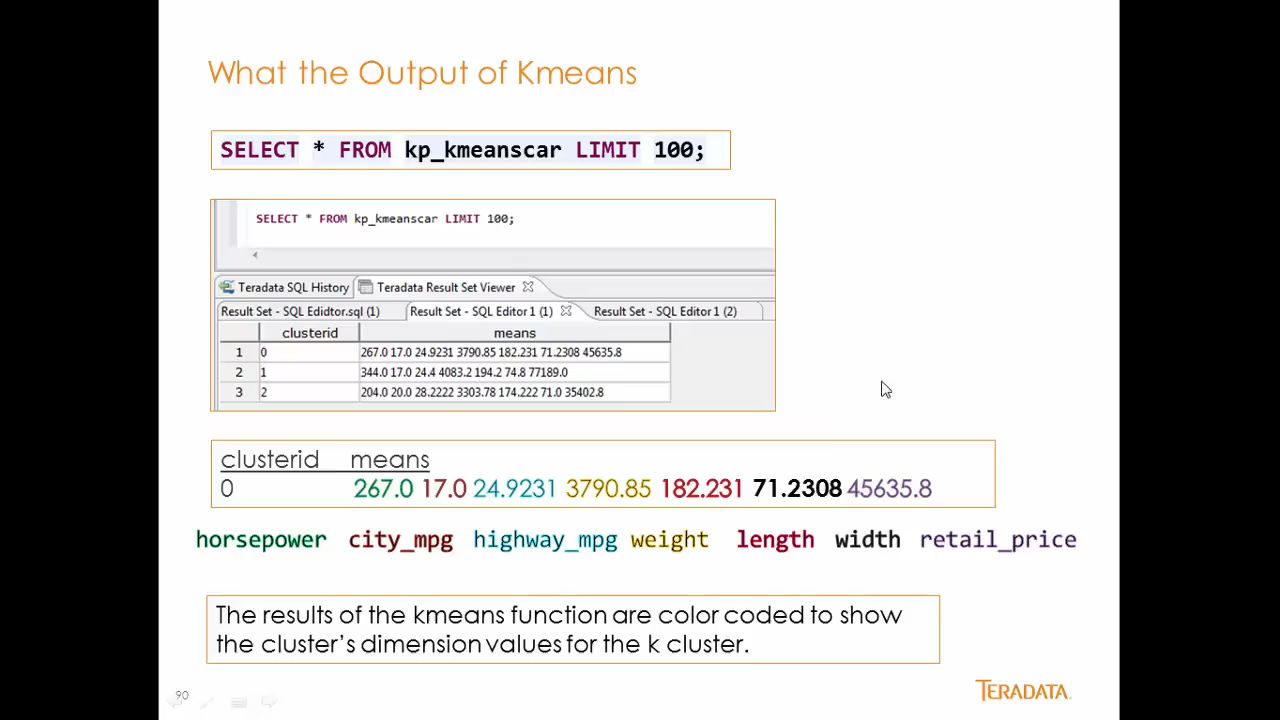 What the Output of Kmeans
SELECT * FROM kp_kmeanscar LIMIT 100;
SELECT * FROM kp_kmeanscar LIMIT 100;
Teradata SQL History Teradata Result Set Viewer
Result Set - SQL Edidtor.sql (1) Result Set - SQL Editor 1 (1) Result Set - SQL Editor 1 (2)
clusterid means
1 0 267.0 17.0 24.9231 3790.85 182.231 71.2308 45635.8
2 1 344.0 17.0 24.4 4083.2 194.2 74.8 77189.0
3 2 204.0 20.0 28.2222 3303.78 174.222 71.0 35402.8
clusterid means
0 267.0 17.0 24.9231 3790.85 182.231 71.2308 45635.8
horsepower city_mpg highway_mpg weight length width retail_price
The results of the kmeans function are color coded to show
the cluster's dimension values for the k cluster.
90
TERADATA.